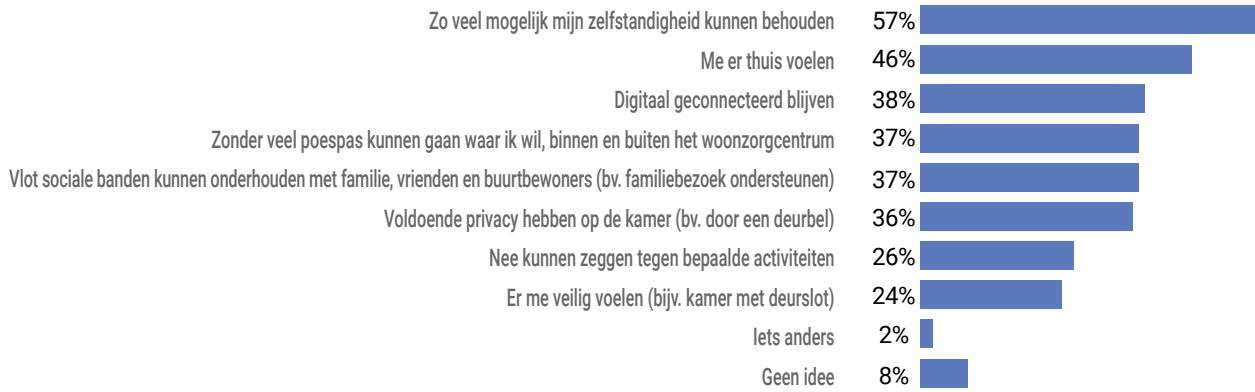 Zo veel mogelijk mijn zelfstandigheid kunnen behouden 57%
Me er thuis voelen 46%
Digitaal geconnecteerd blijven 38%
Zonder veel poespas kunnen gaan waar ik wil, binnen en buiten het woonzorgcentrum 37%
Vlot sociale banden kunnen onderhouden met familie, vrienden en buurtbewoners (bv. familiebezoek ondersteunen) 37%
Voldoende privacy hebben op de kamer (bv. door een deurbel) 36%
Nee kunnen zeggen tegen bepaalde activiteiten 26%
Er me veilig voelen (bijv. kamer met deurslot) 24%
Iets anders 2%
Geen idee 8%